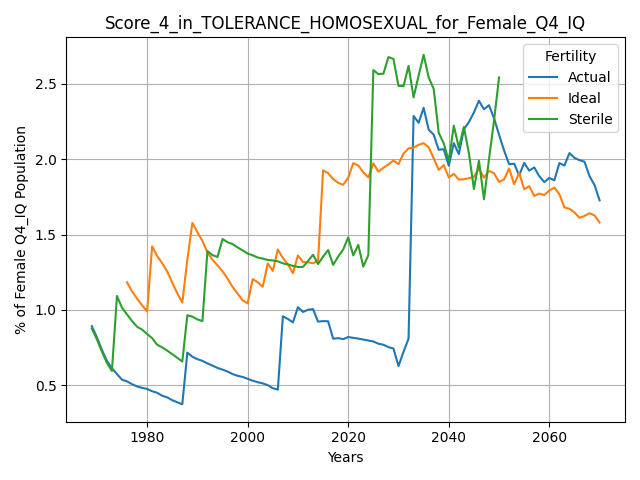 Score_4_in_TOLERANCE_HOMOSEXUAL_for_Female_Q4_IQ
Fertility
Actual
Ideal
Sterile
% of Female Q4_IQ Population
2.5
2.0
1.5
1.0
0.5
1980 2000 2020 2040 2060
Years